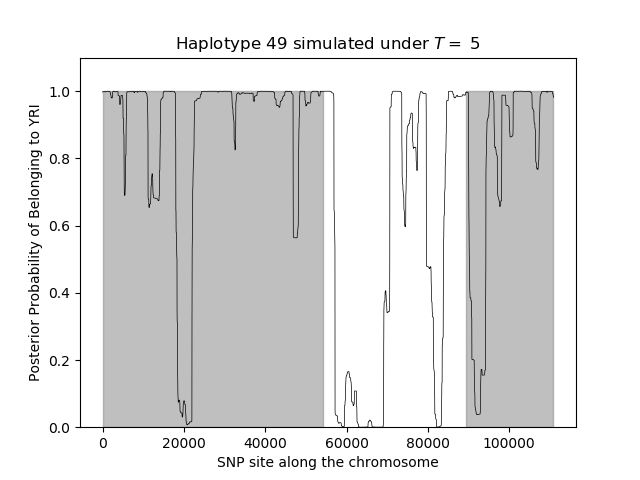 Haplotype 49 simulated under T = 5
Posterior Probability of Belonging to YRI
1.0
0.8
0.6
0.4
0.2
0.0
0 20000 40000 60000 80000 100000
SNP site along the chromosome